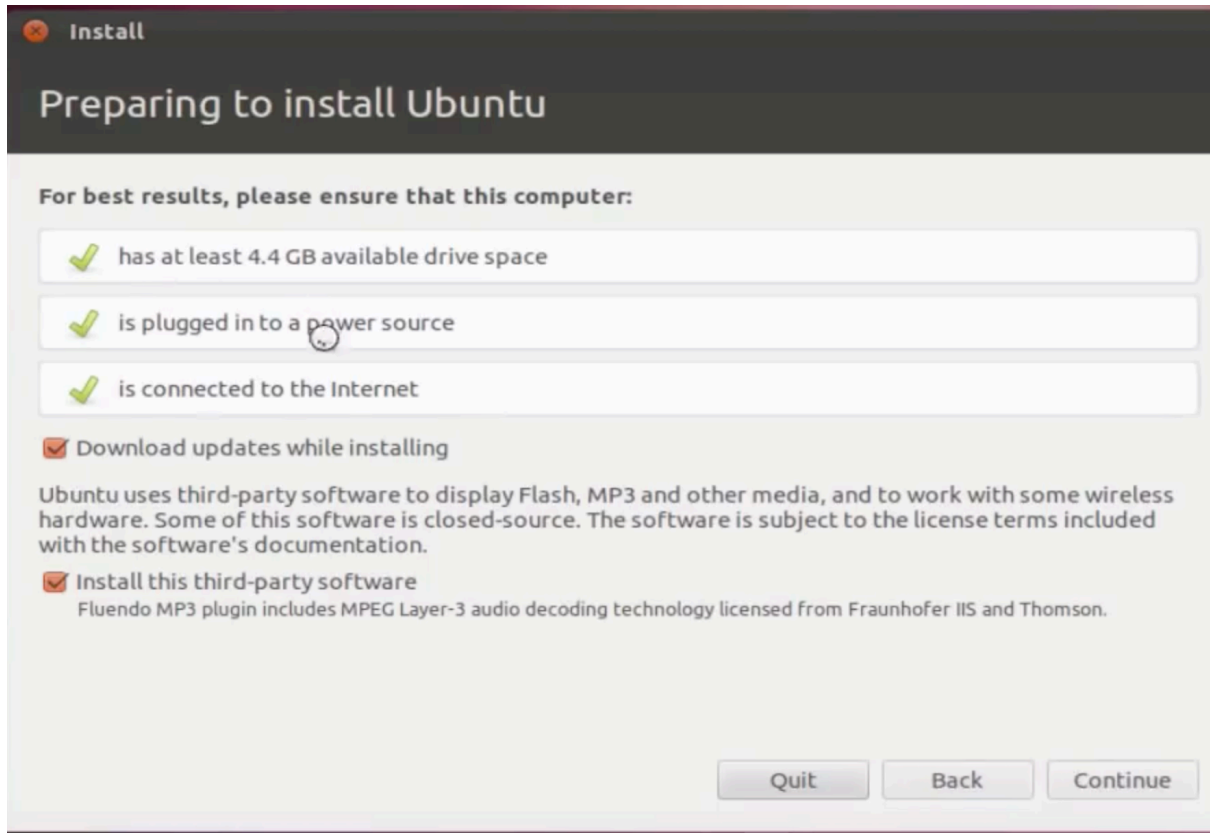 Install
Preparing to install Ubuntu
For best results, please ensure that this computer:
has at least 4.4 GB available drive space
is plugged in to a power source
is connected to the Internet
Download updates while installing
Ubuntu uses third-party software to display Flash, MP3 and other media, and to work with some wireless
hardware. Some of this software is closed-source. The software is subject to the license terms included
with the software's documentation.
Install this third-party software
Fluendo MP3 plugin includes MPEG Layer-3 audio decoding technology licensed from Fraunhofer IIS and Thomson.
Quit Back Continue